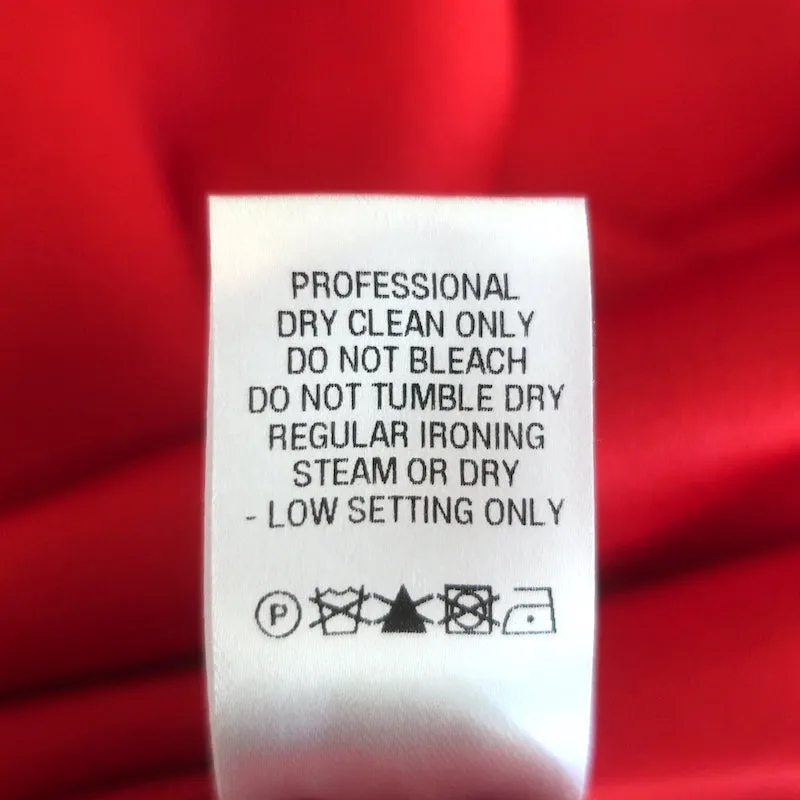 PROFESSIONAL
DRY CLEAN ONLY
DO NOT BLEACH
DO NOT TUMBLE DRY
REGULAR IRONING
STEAM OR DRY
- LOW SETTING ONLY
P